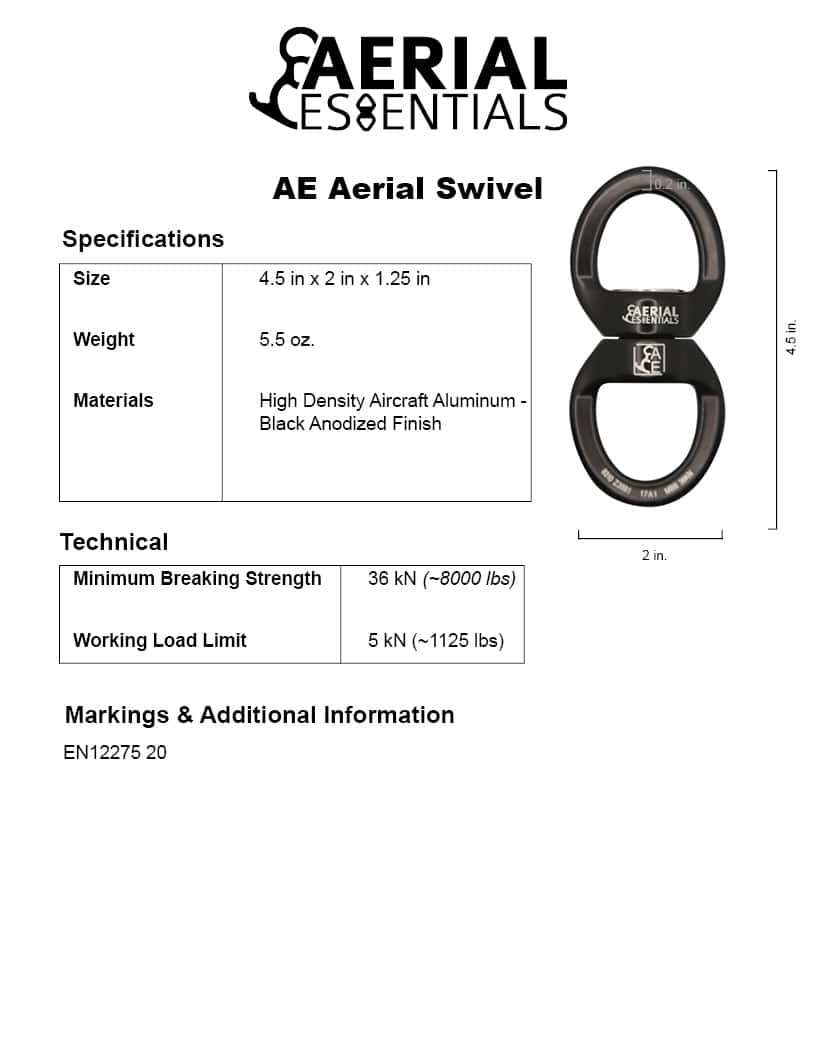 AERIAL
ESSENTIALS
AE Aerial Swivel
0.2 in.
Specifications
Size 4.5 in x 2 in x 1.25 in
Weight 5.5 oz.
Materials High Density Aircraft Aluminum -
Black Anodized Finish
AERIAL
ESSENTIALS
AE
4.5 in.
17A1
2 in.
Technical
Minimum Breaking Strength 36 kN (~8000 lbs)
Working Load Limit 5 kN (~1125 lbs)
Markings & Additional Information
EN12275 20